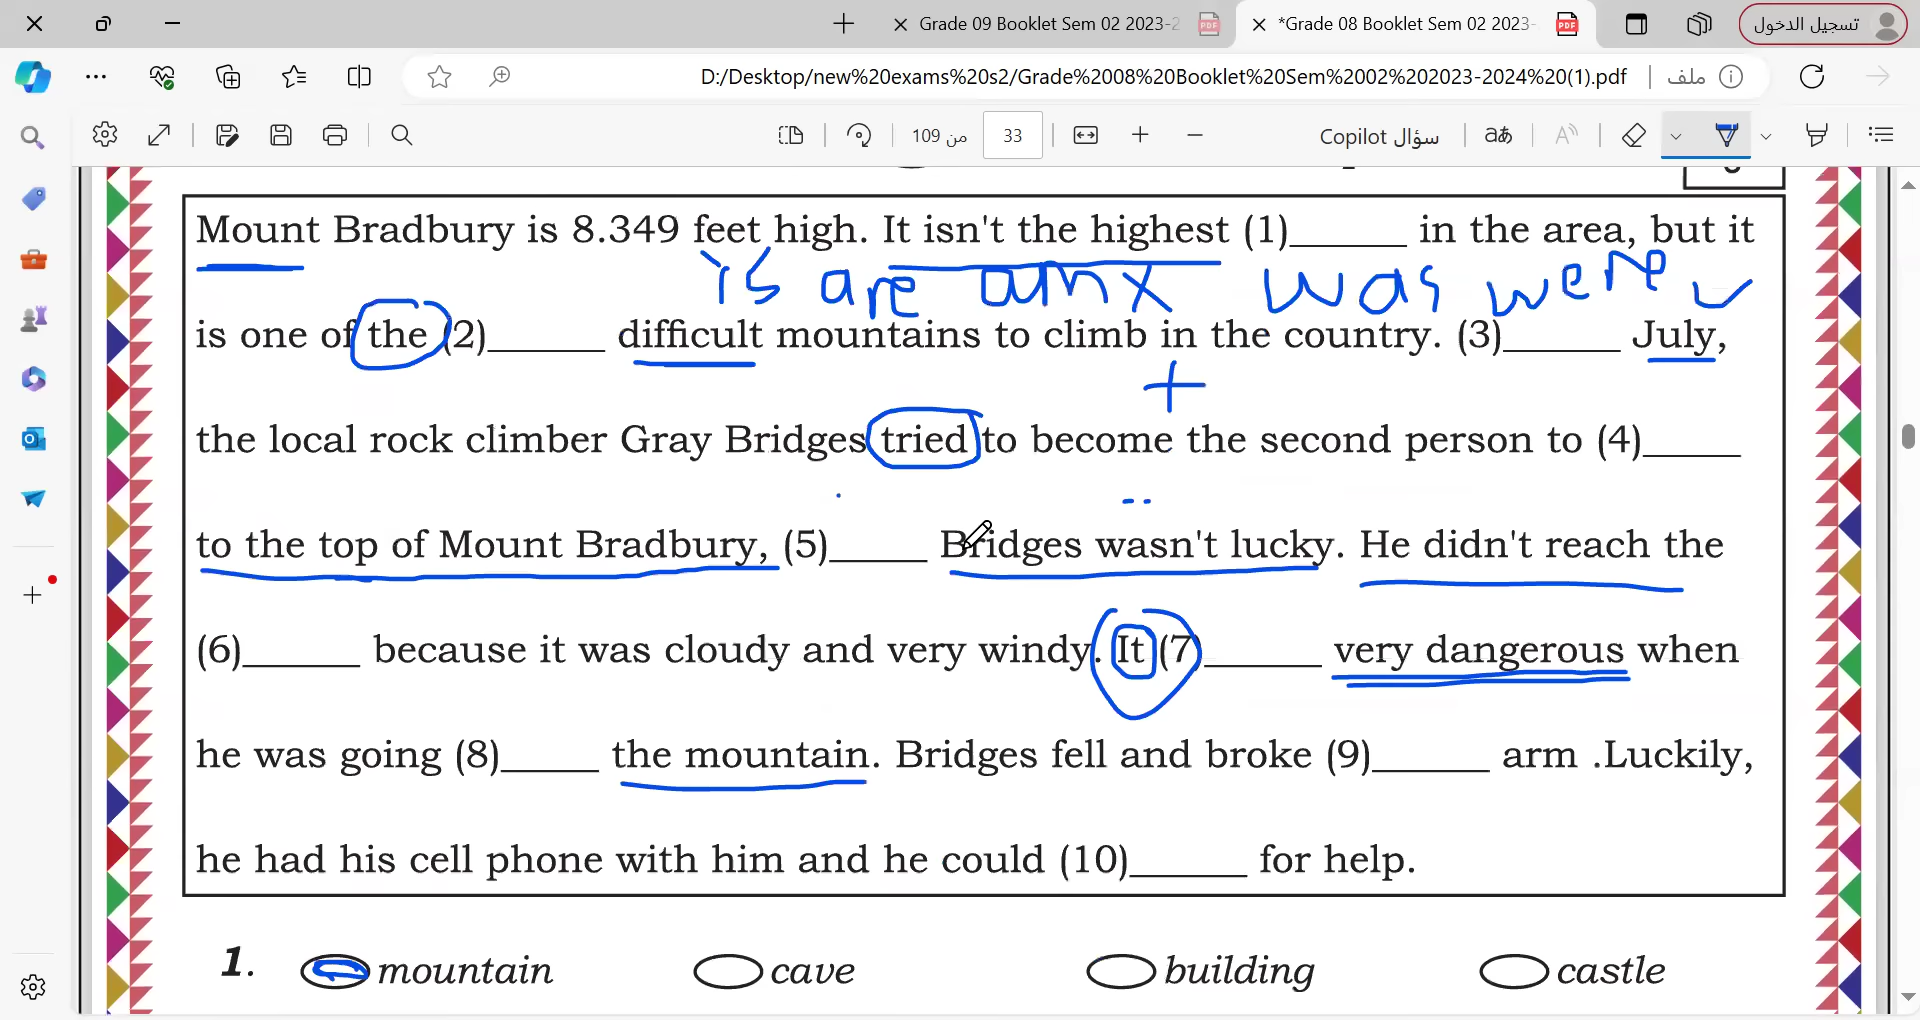 Grade 09 Booklet Sem 02 2023-2
*Grade 08 Booklet Sem 02 2023-
تسجيل الدخول
D:/Desktop/new%20exams%20s2/Grade%2008%20Booklet%20Sem%2002%202023-2024%20(1).pdf
ملف
33 من 109
سؤال Copilot
Mount Bradbury is 8.349 feet high. It isn't the highest (1)______ in the area, but it
is are am x was were
is one of the (2)______ difficult mountains to climb in the country. (3)______ July,
the local rock climber Gray Bridges tried to become the second person to (4)_____
to the top of Mount Bradbury, (5)_____ Bridges wasn't lucky. He didn't reach the
(6)______ because it was cloudy and very windy. It (7)______ very dangerous when
he was going (8)_____ the mountain. Bridges fell and broke (9)______ arm .Luckily,
he had his cell phone with him and he could (10)______ for help.
1. mountain cave building castle